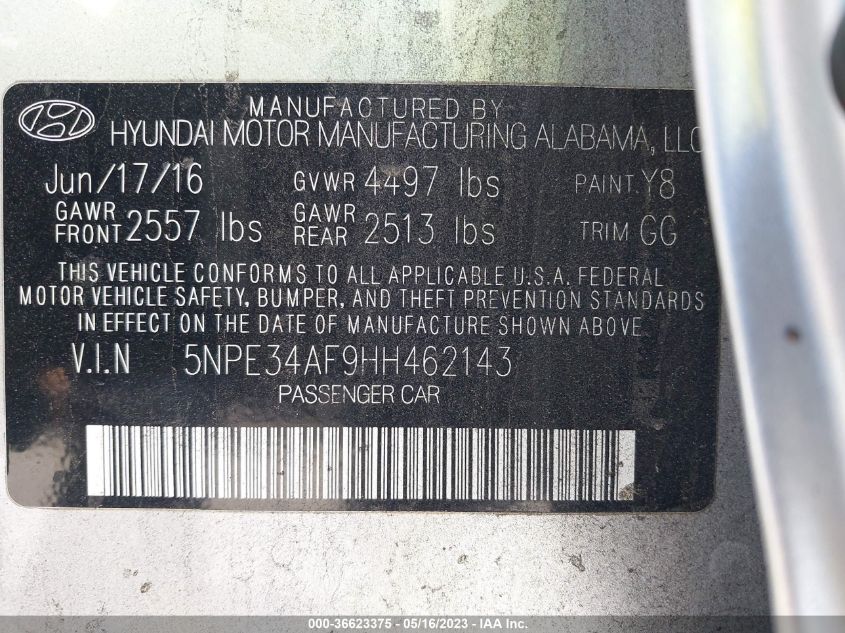 MANUFACTURED BY
HYUNDAI MOTOR MANUFACTURING ALABAMA, LLC
Jun/17/16 GVWR 4497 lbs PAINT. Y8
GAWR FRONT 2557 lbs GAWR REAR 2513 lbs TRIM GG
THIS VEHICLE CONFORMS TO ALL APPLICABLE U.S.A. FEDERAL
MOTOR VEHICLE SAFETY, BUMPER, AND THEFT PREVENTION STANDARDS
IN EFFECT ON THE DATE OF MANUFACTURE SHOWN ABOVE.
V.I.N 5NPE34AF9HH462143
PASSENGER CAR
000-36623375 - 05/16/2023 - IAA Inc.